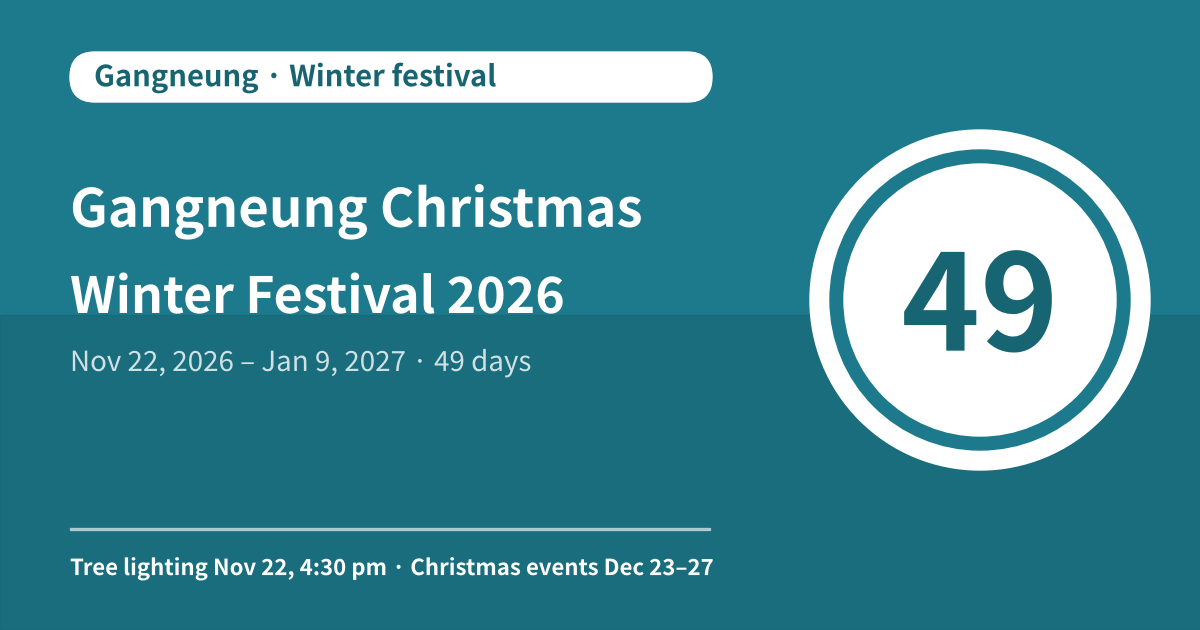 Gangneung · Winter festival
Gangneung Christmas
Winter Festival 2026
Nov 22, 2026 – Jan 9, 2027 · 49 days
49
Tree lighting Nov 22, 4:30 pm · Christmas events Dec 23–27